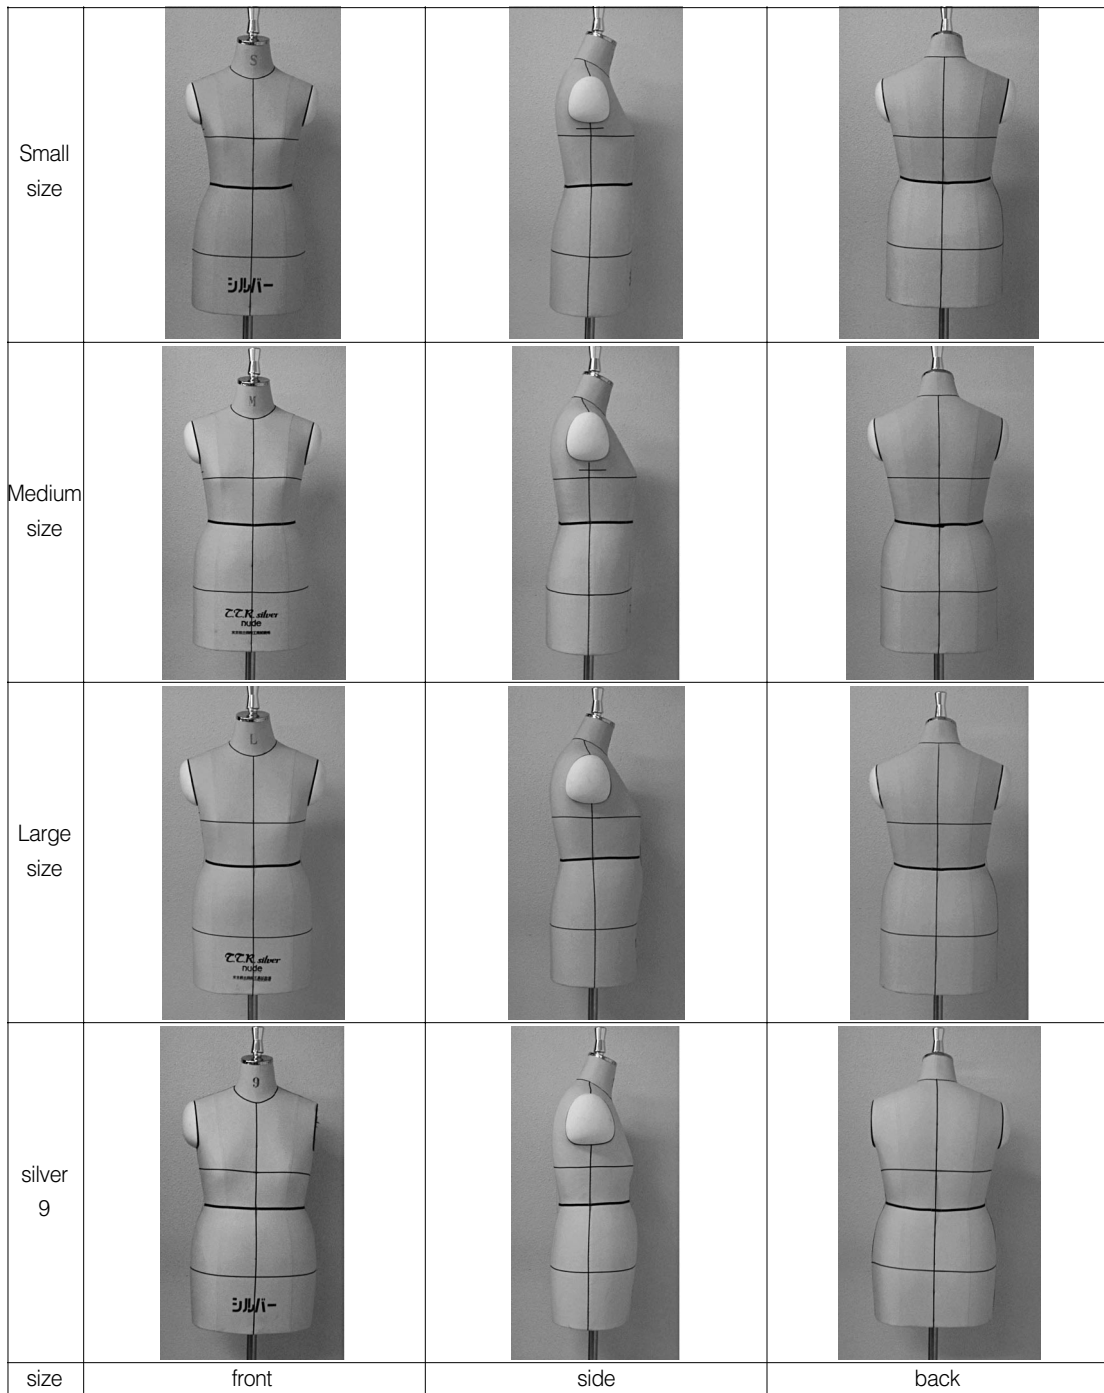 S
Small
size
シルバー
M
Medium
size
T.T.R. silver
nude
L
Large
size
T.T.R. silver
nude
9
silver
9
シルバー
size front side back